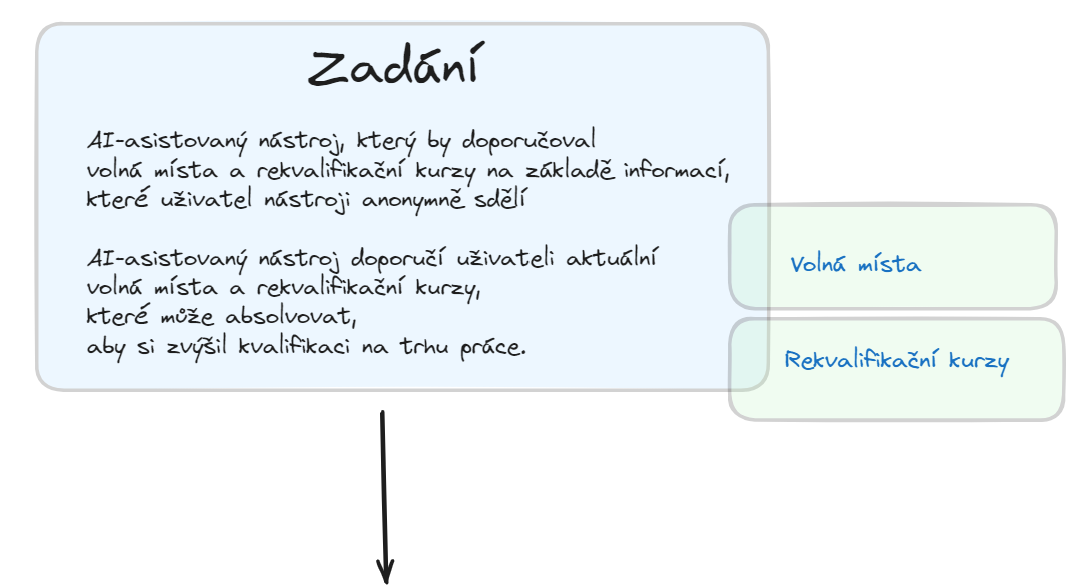 Zadání
AI-asistovaný nástroj, který by doporučoval
volná místa a rekvalifikační kurzy na základě informací,
které uživatel nástroji anonymně sdělí
AI-asistovaný nástroj doporučí uživateli aktuální
volná místa a rekvalifikační kurzy,
které může absolvovat,
aby si zvýšil kvalifikaci na trhu práce.
Volná místa
Rekvalifikační kurzy